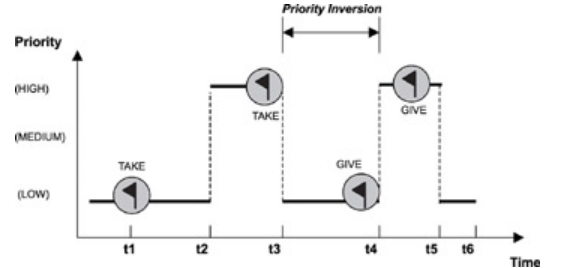 Priority Inversion
Priority
(HIGH)
TAKE
GIVE
(MEDIUM)
TAKE
GIVE
(LOW)
t1 t2 t3 t4 t5 t6
Time